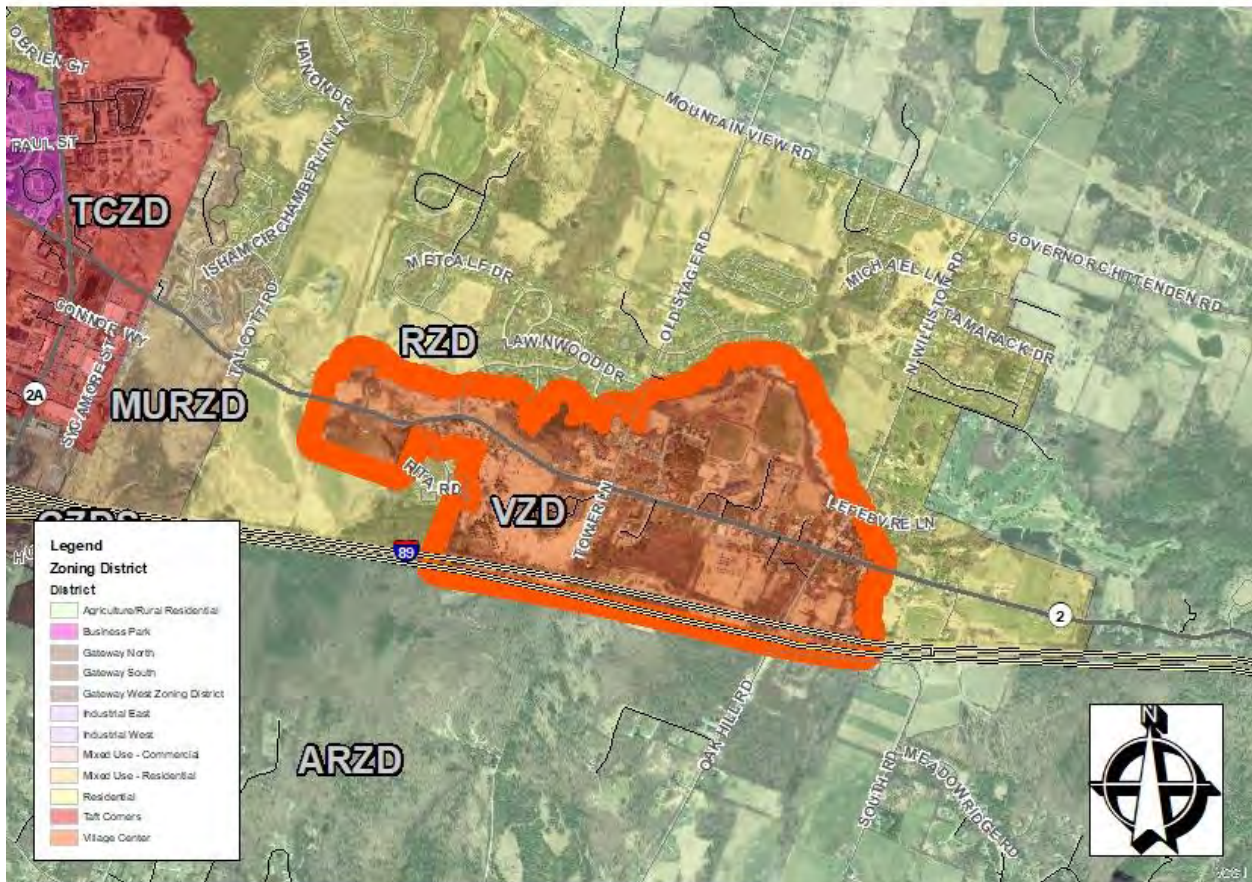 O BRIEN CT
HAMON DR
PAUL ST
MOUNTAIN VIEW RD
TCZD
CHAMBERLIN LN
ISHAM CIR
METCALF DR
OLD STAGE RD
MICHAEL LN
GOVERNOR CHITTENDEN RD
N WILLISTON RD
TAMARACK DR
CONNOR WY
TALCOTT RD
RZD
LAWNWOOD DR
2A
SYCAMORE ST
MURZD
RITA RD
VZD
TOWER LN
LEFEBVRE LN
89
2
Legend
Zoning District
District
Agriculture/Rural Residential
Business Park
Gateway North
Gateway South
Gateway West Zoning District
Industrial East
Industrial West
Mixed Use - Commercial
Mixed Use - Residential
Residential
Taft Corners
Village Center
ARZD
OAK HILL RD
SOUTH RD
MEADOWRIDGE RD
N